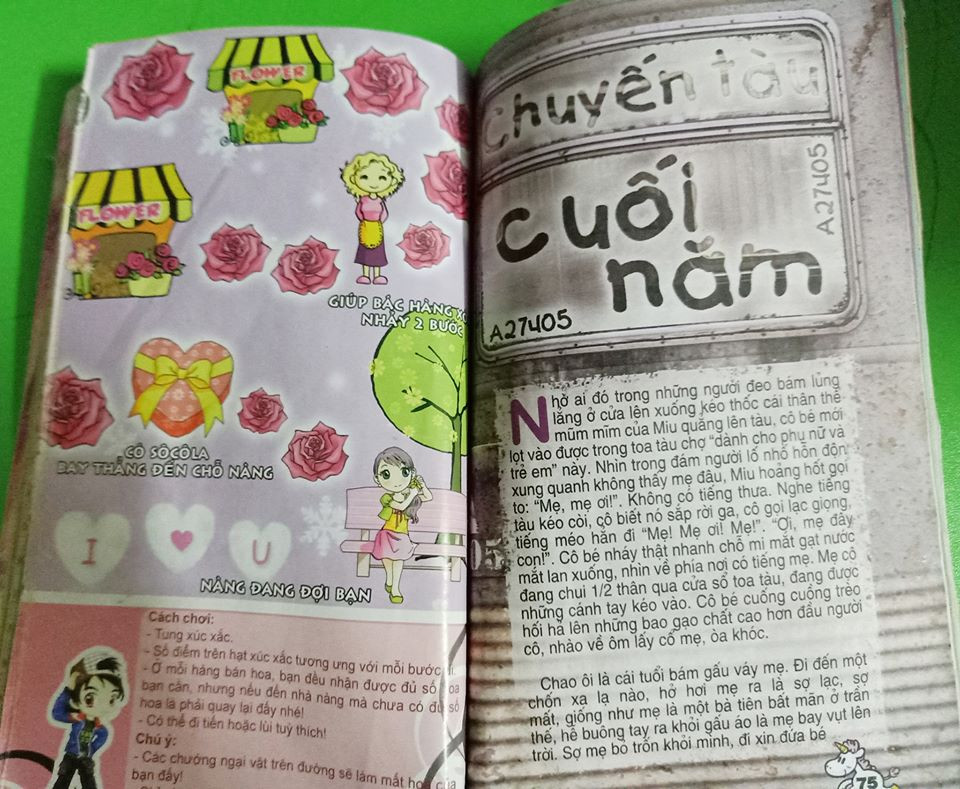 FLOWER
FLOWER
GIÚP BÁC HÀNG
NHẢY 2 BƯỚC
CÓ SÔCÔLA
BAY THẲNG ĐẾN CHỖ NÀNG
I U
NÀNG ĐANG ĐỢI BẠN
Cách chơi:
- Tung xúc xắc.
- Số điểm trên hạt xúc xắc tương ứng với mỗi bước
- Ở mỗi hàng bán hoa, bạn đều nhận được đủ số
bạn cần, nhưng nếu đến nhà nàng mà chưa có đủ số
hoa là phải quay lại đấy nhé!
- Có thể đi tiến hoặc lùi tuỳ thích!
Chú ý:
- Các chướng ngại vật trên đường sẽ làm mất của
bạn đấy!
Chuyến tàu
cuối
năm
A27405
A27405
05
Nhờ ai đó trong những người đeo bám lủng
lẳng ở cửa lên xuống kéo thốc cái thân thể
mũm mĩm của Miu quẳng lên tàu, cô bé mới
lọt vào được trong toa tàu chợ “dành cho phụ nữ và
trẻ em” này. Nhìn trong đám người lố nhố hỗn độn
xung quanh không thấy mẹ đâu, Miu hoảng hốt gọi
to: “Mẹ, mẹ ơi!”. Không có tiếng thưa. Nghe tiếng
tàu kéo còi, cô biết nó sắp rời ga, cô gọi lạc giọng,
tiếng méo hẳn đi “Mẹ! Mẹ ơi! Mẹ!”. “Ơi, mẹ đây
con!”. Cô bé nháy thật nhanh chỗ mi mắt gạt nước
mắt lan xuống, nhìn về phía nơi có tiếng mẹ. Mẹ cô
đang chui 1/2 thân qua cửa sổ toa tàu, đang được
những cánh tay kéo vào. Cô bé cuống cuồng trèo
hối hả lên những bao gạo chất cao hơn đầu người
cô, nhào về ôm lấy cổ mẹ, òa khóc.
Chao ôi là cái tuổi bám gấu váy mẹ. Đi đến một
chốn xa lạ nào, hở hơi mẹ ra là sợ lạc, sợ
mất, giống như mẹ là một bà tiên bất mãn ở trần
thế, hễ buông tay ra khỏi gấu áo là mẹ bay vụt lên
trời. Sợ mẹ bỏ trốn khỏi mình, đi xin đứa bé
75